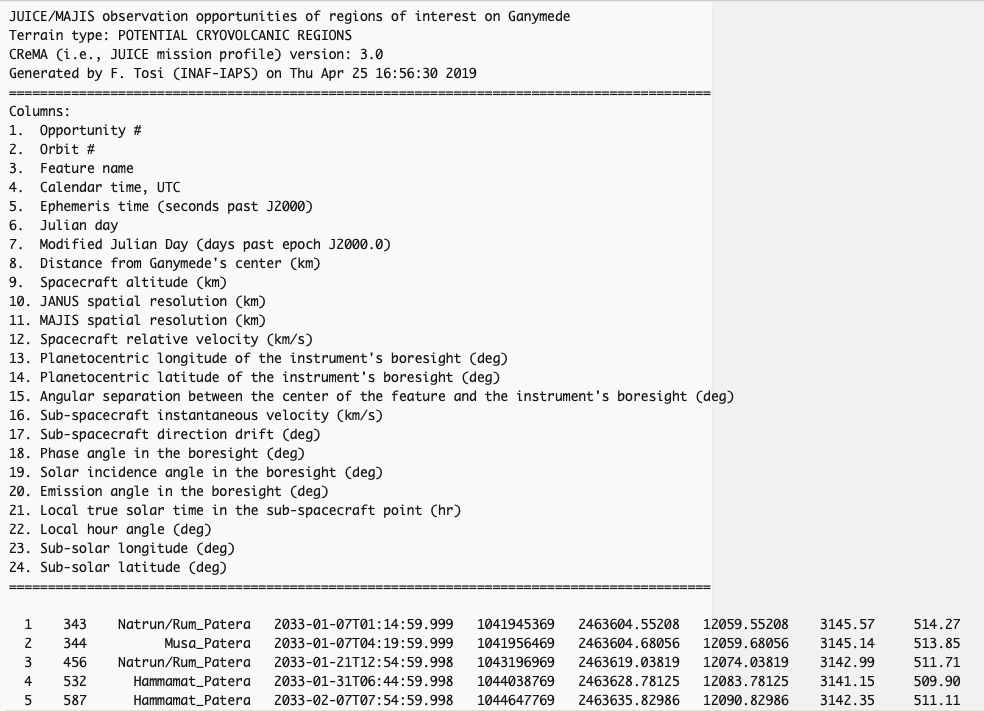 JUICE/MAJIS observation opportunities of regions of interest on Ganymede
Terrain type: POTENTIAL CRYOVOLCANIC REGIONS
CReMA (i.e., JUICE mission profile) version: 3.0
Generated by F. Tosi (INAF-IAPS) on Thu Apr 25 16:56:30 2019
==========================================================================================
Columns:
1.  Opportunity #
2.  Orbit #
3.  Feature name
4.  Calendar time, UTC
5.  Ephemeris time (seconds past J2000)
6.  Julian day
7.  Modified Julian Day (days past epoch J2000.0)
8.  Distance from Ganymede's center (km)
9.  Spacecraft altitude (km)
10. JANUS spatial resolution (km)
11. MAJIS spatial resolution (km)
12. Spacecraft relative velocity (km/s)
13. Planetocentric longitude of the instrument's boresight (deg)
14. Planetocentric latitude of the instrument's boresight (deg)
15. Angular separation between the center of the feature and the instrument's boresight (deg)
16. Sub-spacecraft instantaneous velocity (km/s)
17. Sub-spacecraft direction drift (deg)
18. Phase angle in the boresight (deg)
19. Solar incidence angle in the boresight (deg)
20. Emission angle in the boresight (deg)
21. Local true solar time in the sub-spacecraft point (hr)
22. Local hour angle (deg)
23. Sub-solar longitude (deg)
24. Sub-solar latitude (deg)
==========================================================================================
1    343    Natrun/Rum_Patera   2033-01-07T01:14:59.999   1041945369   2463604.55208   12059.55208    3145.57     514.27
2    344          Musa_Patera   2033-01-07T04:19:59.999   1041956469   2463604.68056   12059.68056    3145.14     513.85
3    456    Natrun/Rum_Patera   2033-01-21T12:54:59.998   1043196969   2463619.03819   12074.03819    3142.99     511.71
4    532      Hammamat_Patera   2033-01-31T06:44:59.998   1044038769   2463628.78125   12083.78125    3141.15     509.90
5    587      Hammamat_Patera   2033-02-07T07:54:59.998   1044647769   2463635.82986   12090.82986    3142.35     511.11